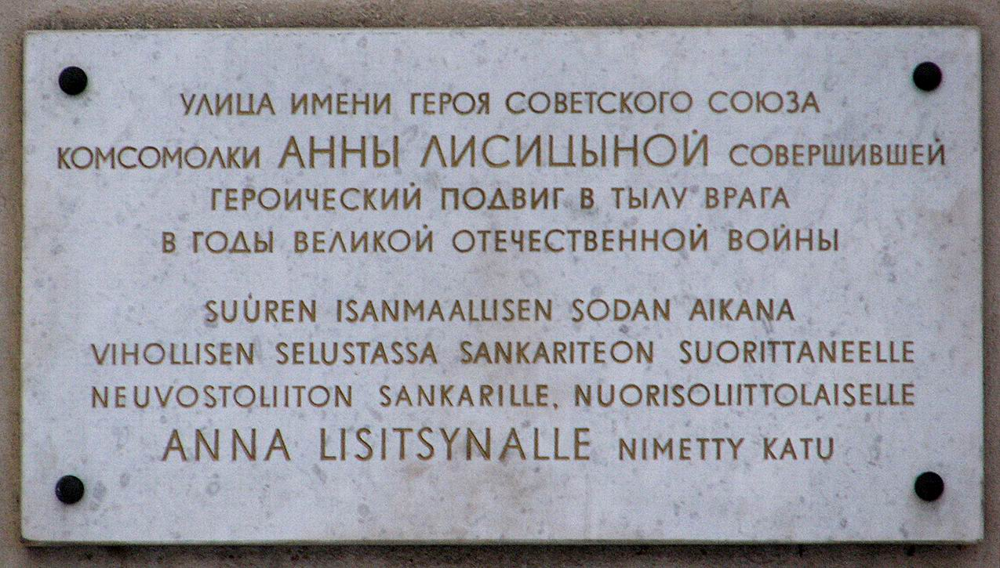 УЛИЦА ИМЕНИ ГЕРОЯ СОВЕТСКОГО СОЮЗА
КОМСОМОЛКИ АННЫ ЛИСИЦЫНОЙ СОВЕРШИВШЕЙ
ГЕРОИЧЕСКИЙ ПОДВИГ В ТЫЛУ ВРАГА
В ГОДЫ ВЕЛИКОЙ ОТЕЧЕСТВЕННОЙ ВОЙНЫ
SUUREN ISANMAALLISEN SODAN AIKANA
VIHOLLISEN SELUSTASSA SANKARITEON SUORITTANEELLE
NEUVOSTOLIITON SANKARILLE, NUORISOLIITTOLAISELLE
ANNA LISITSYNALLE NIMETTY KATU